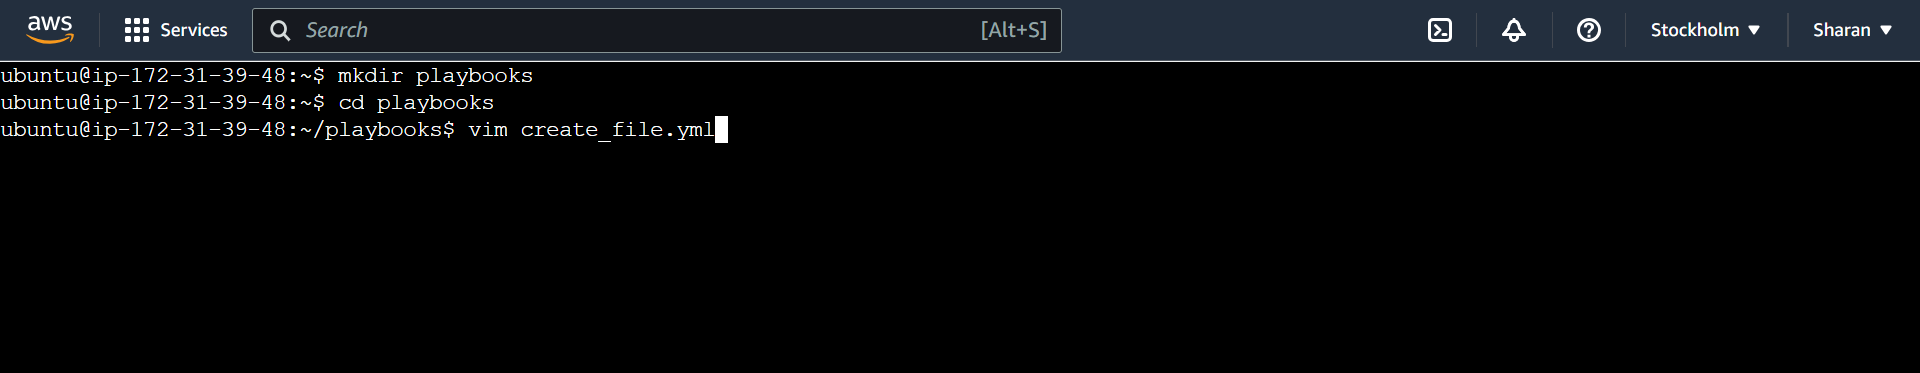 aws Services Search [Alt+S] Stockholm Sharan
ubuntu@ip-172-31-39-48:~$ mkdir playbooks
ubuntu@ip-172-31-39-48:~$ cd playbooks
ubuntu@ip-172-31-39-48:~/playbooks$ vim create_file.yml